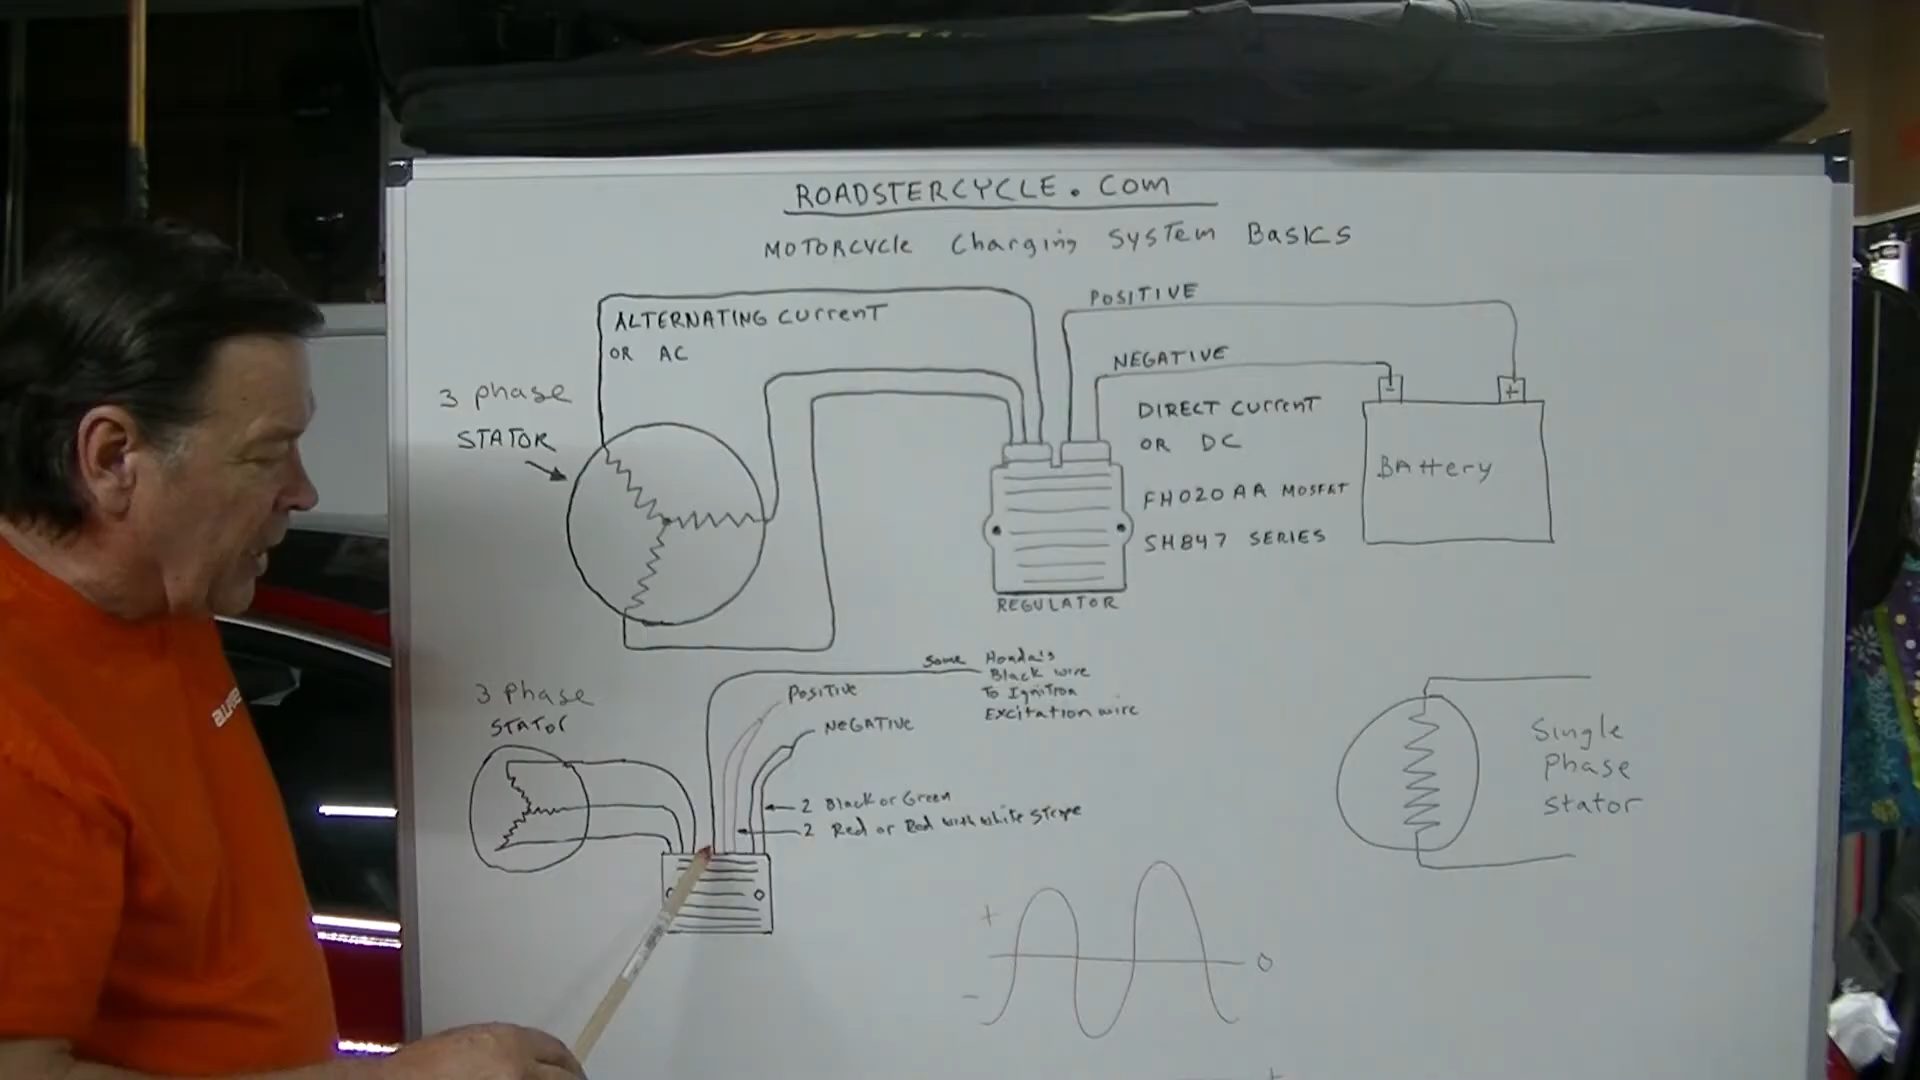 ROADSTERCYCLE.COM
MOTORCYCLE Charging SYSTEM BASICS
ALTERNATING CURRENT
OR AC
3 phase
STATOR
POSITIVE
NEGATIVE
DIRECT CURRENT
OR DC
FH020AA MOSFET
SH847 SERIES
- +
BATTERY
REGULATOR
3 Phase
STATOR
Some Honda's
Black wire
To Ignition
Excitation wire
POSITIVE
NEGATIVE
2 Black or Green
2 Red or Red with white Stripe
Single
Phase
Stator
+
0
-